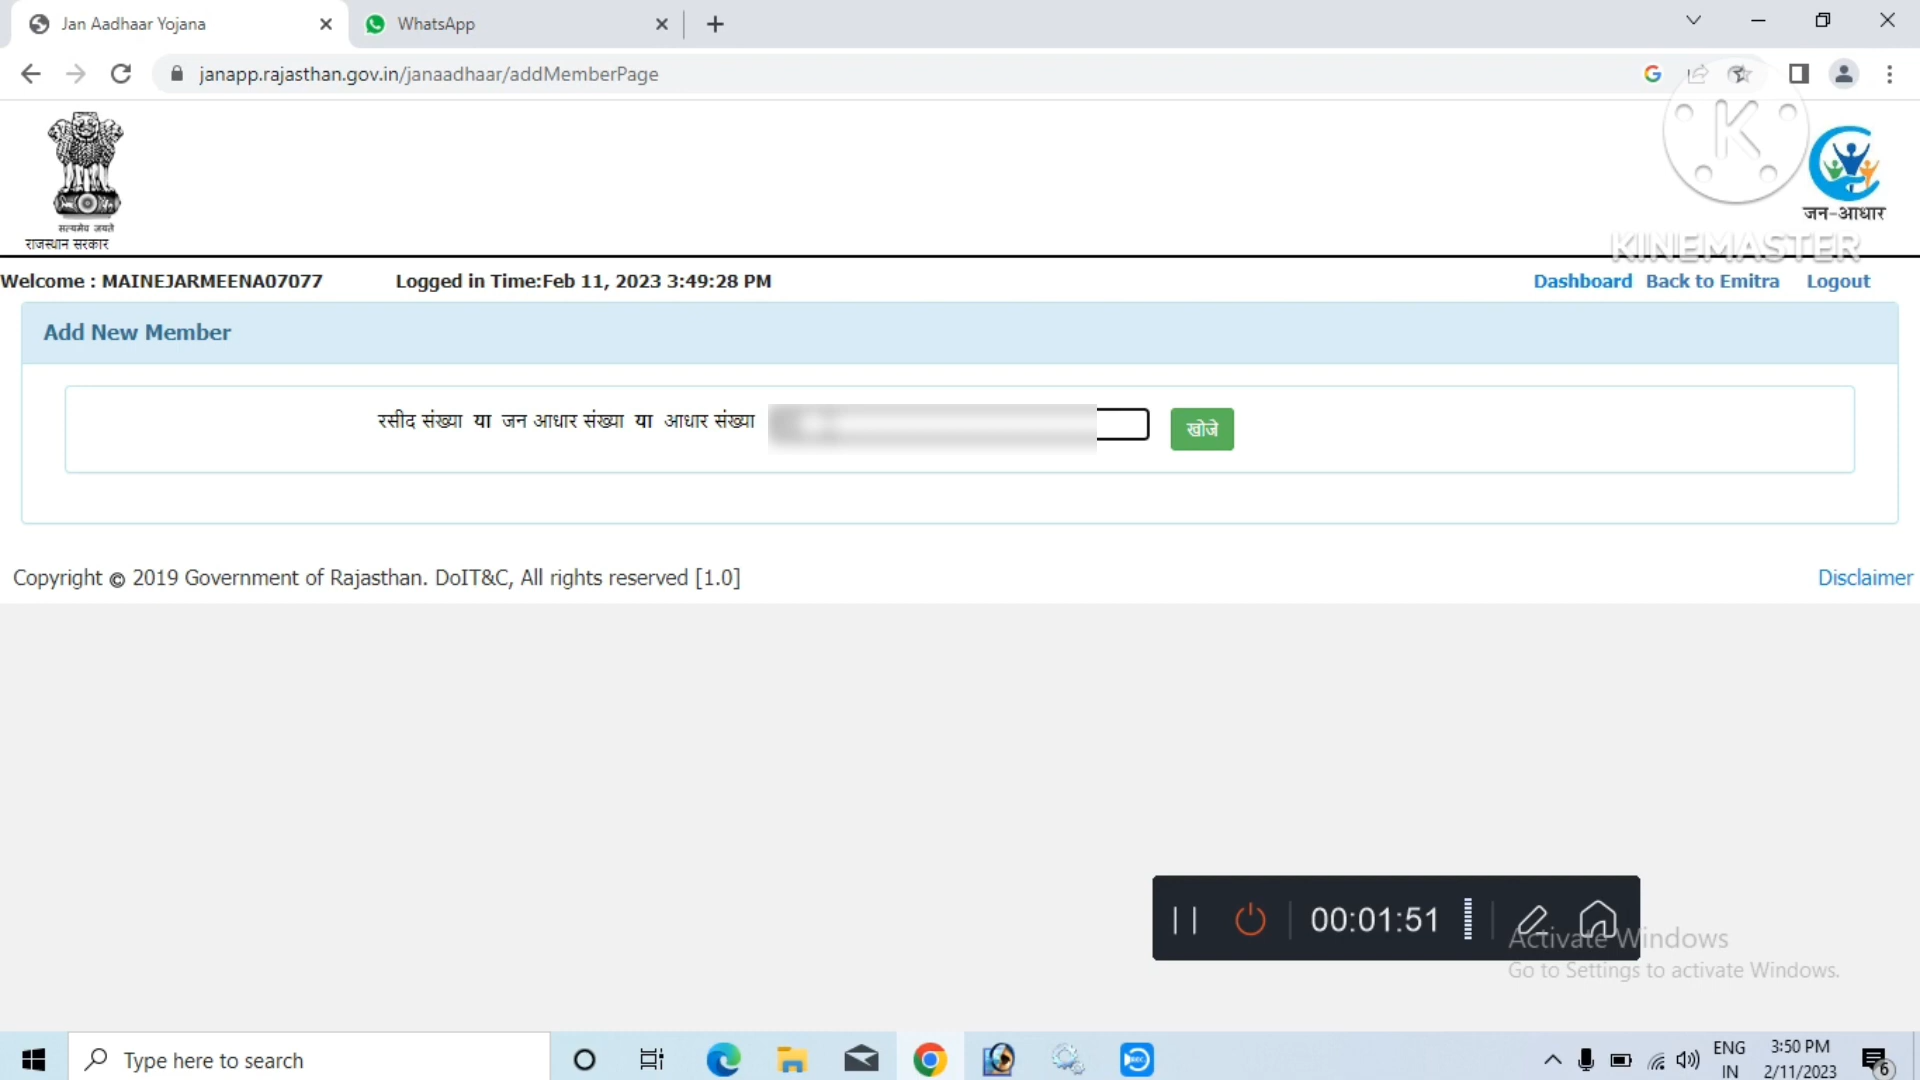 Jan Aadhaar Yojana
WhatsApp
janapp.rajasthan.gov.in/janaadhaar/addMemberPage
सत्यमेव जयते
राजस्थान सरकार
K
जन-आधार
KINEMASTER
Welcome : MAINEJARMEENA07077 Logged in Time:Feb 11, 2023 3:49:28 PM Dashboard Back to Emitra Logout
Add New Member
रसीद संख्या या जन आधार संख्या या आधार संख्या खोजे
Copyright © 2019 Government of Rajasthan. DoIT&C, All rights reserved [1.0] Disclaimer
00:01:51
Activate Windows
Go to Settings to activate Windows.
Type here to search
REC
ENG
IN
3:50 PM
2/11/2023
6